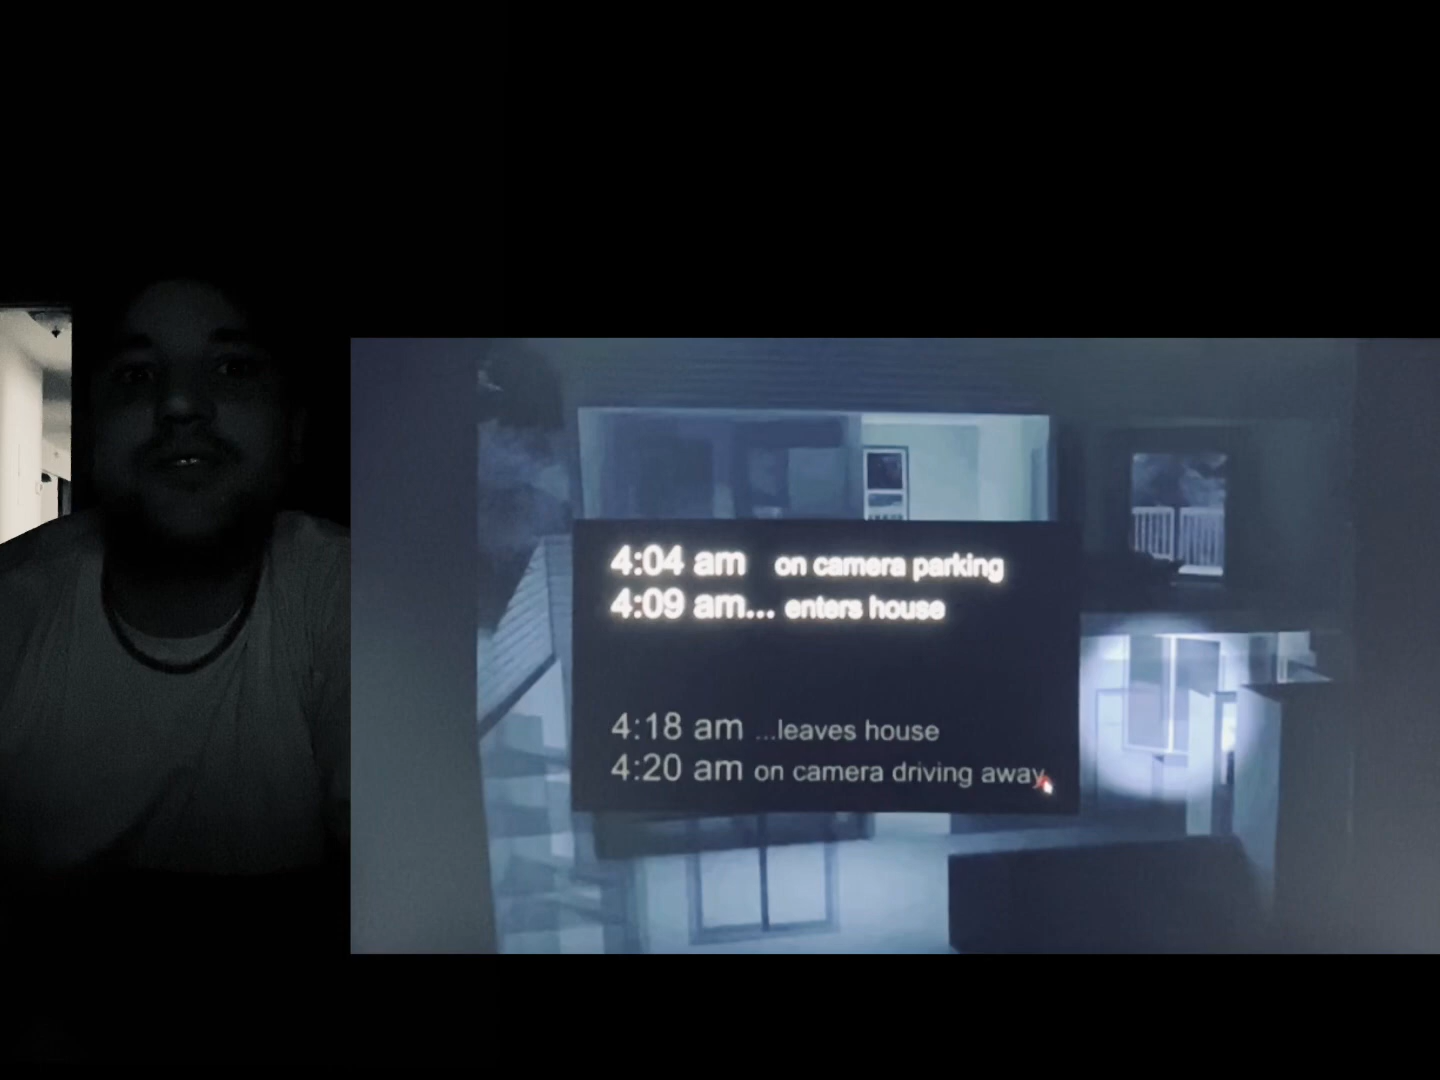 4:04 am on camera parking
4:09 am... enters house
4:18 am ...leaves house
4:20 am on camera driving away